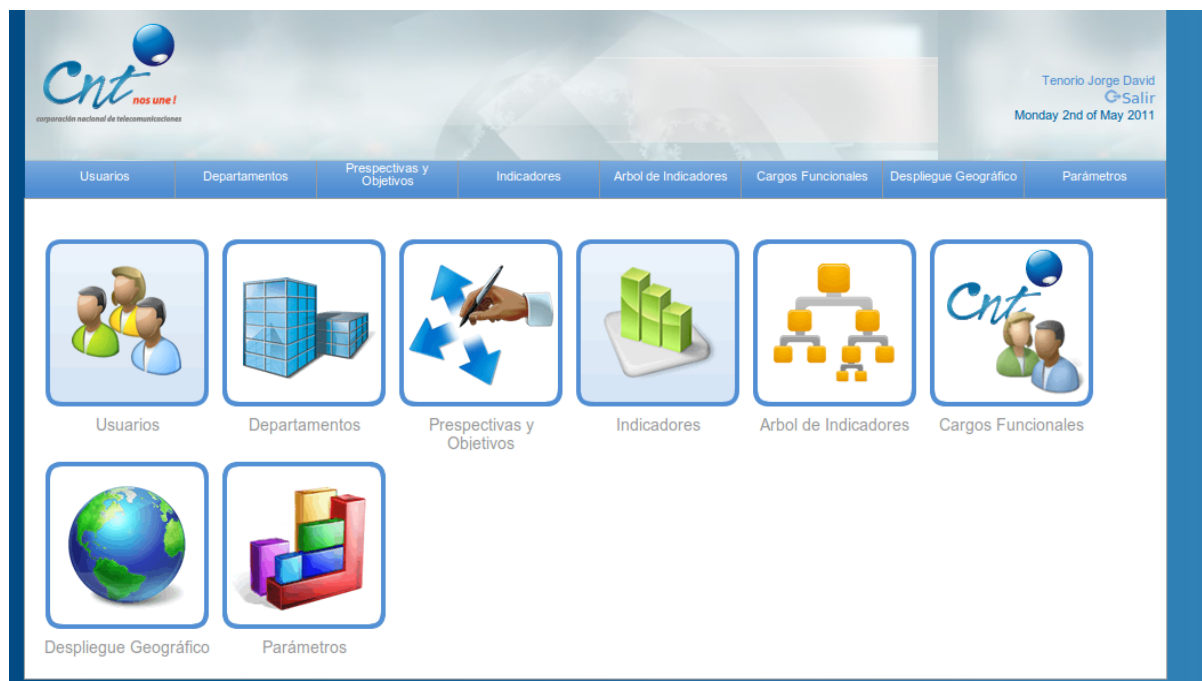 Cnt
nos une !
corporación nacional de telecomunicaciones
Tenorio Jorge David
Salir
Monday 2nd of May 2011
Usuarios
Departamentos
Prespectivas y
Objetivos
Indicadores
Arbol de Indicadores
Cargos Funcionales
Despliegue Geográfico
Parámetros
Cnt
Usuarios
Departamentos
Prespectivas y
Objetivos
Indicadores
Arbol de Indicadores
Cargos Funcionales
Despliegue Geográfico
Parámetros